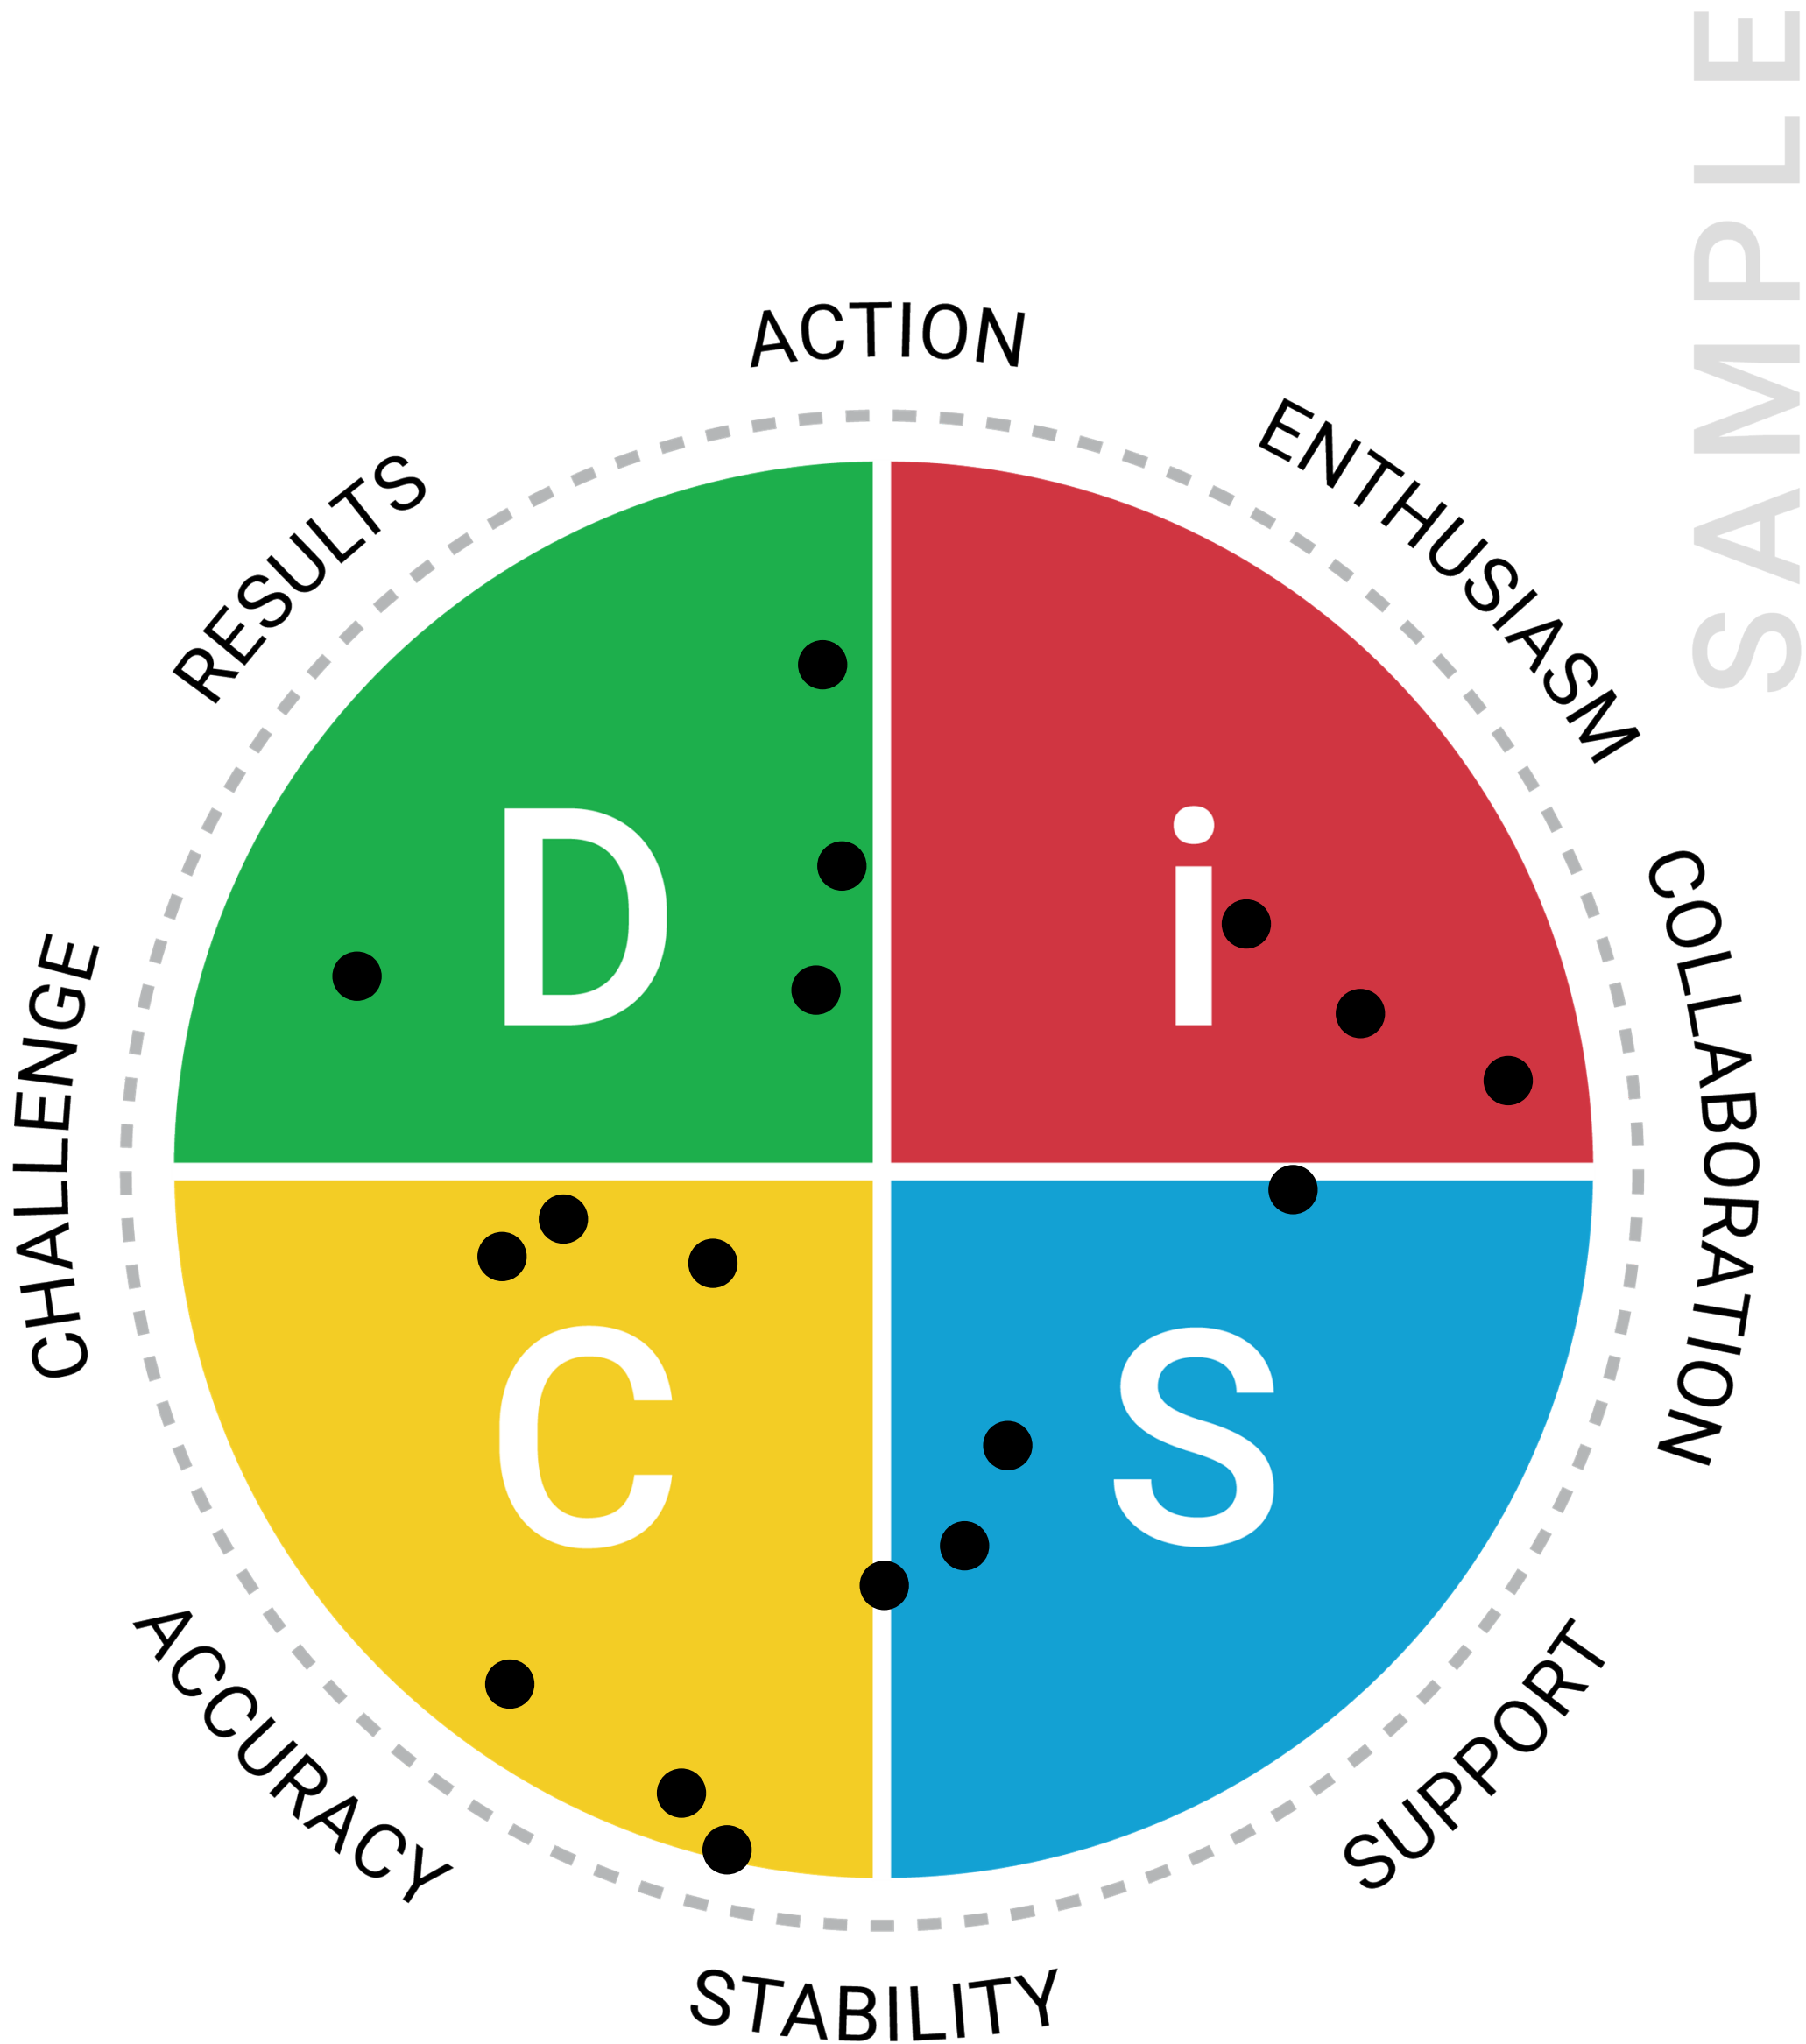 SAMPLE
ACTION
ENTHUSIASM
RESULTS
COLLABORATION
CHALLENGE
D
i
C
S
ACCURACY
SUPPORT
STABILITY